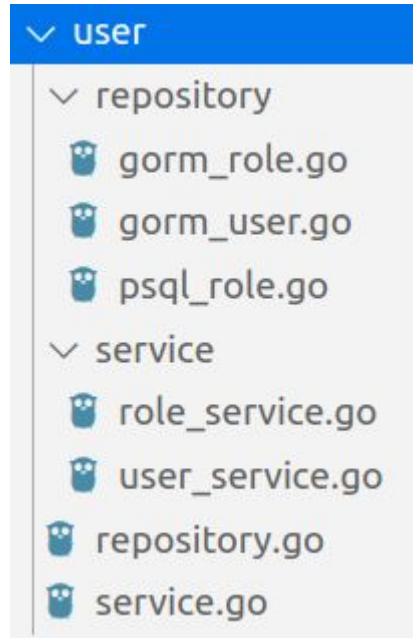 user
repository
gorm_role.go
gorm_user.go
psql_role.go
service
role_service.go
user_service.go
repository.go
service.go